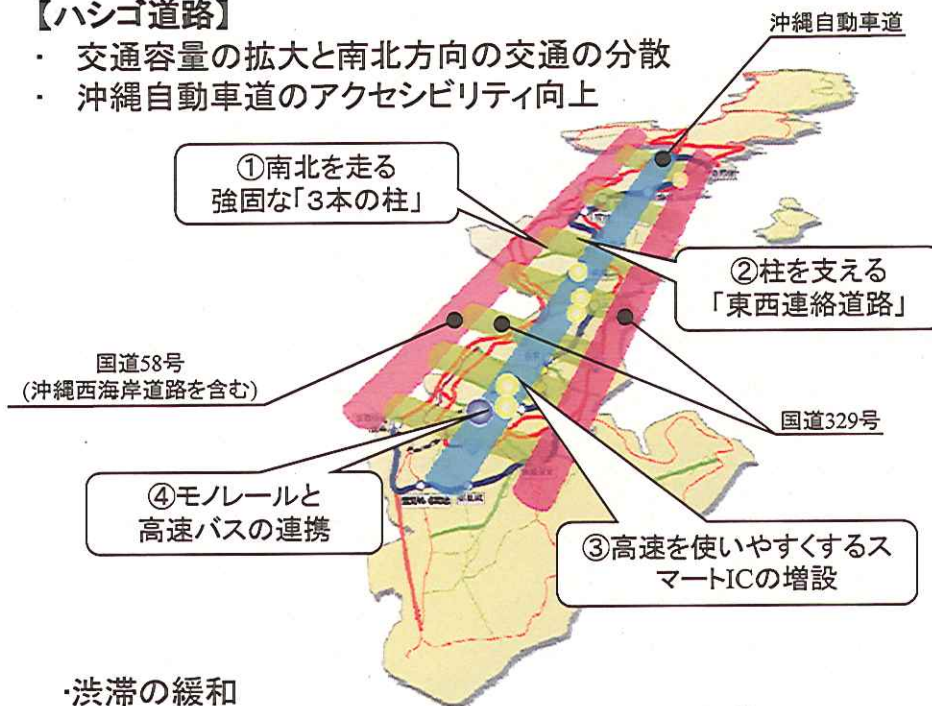 【ハシゴ道路】
・ 交通容量の拡大と南北方向の交通の分散
・ 沖縄自動車道のアクセシビリティ向上
沖縄自動車道
①南北を走る
強固な「3本の柱」
②柱を支える
「東西連絡道路」
国道58号
(沖縄西海岸道路を含む)
国道329号
④モノレールと
高速バスの連携
③高速を使いやすくするス
マートICの増設
・渋滞の緩和